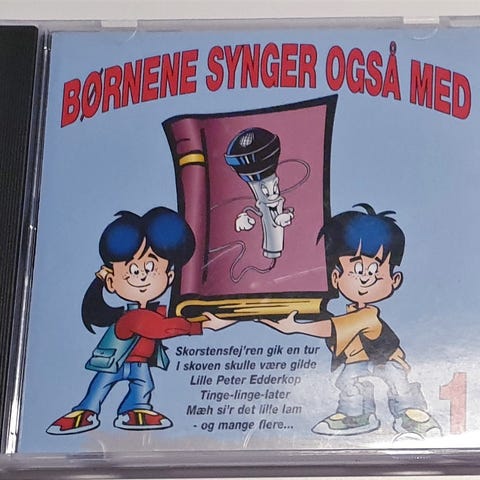 BØRNENE SYNGER OGSÅ MED
Skorstensfej'ren gik en tur
I skoven skulle være gilde
Lille Peter Edderkop
Tinge-linge-later
Mæh si'r det lille lam
- og mange flere...
1